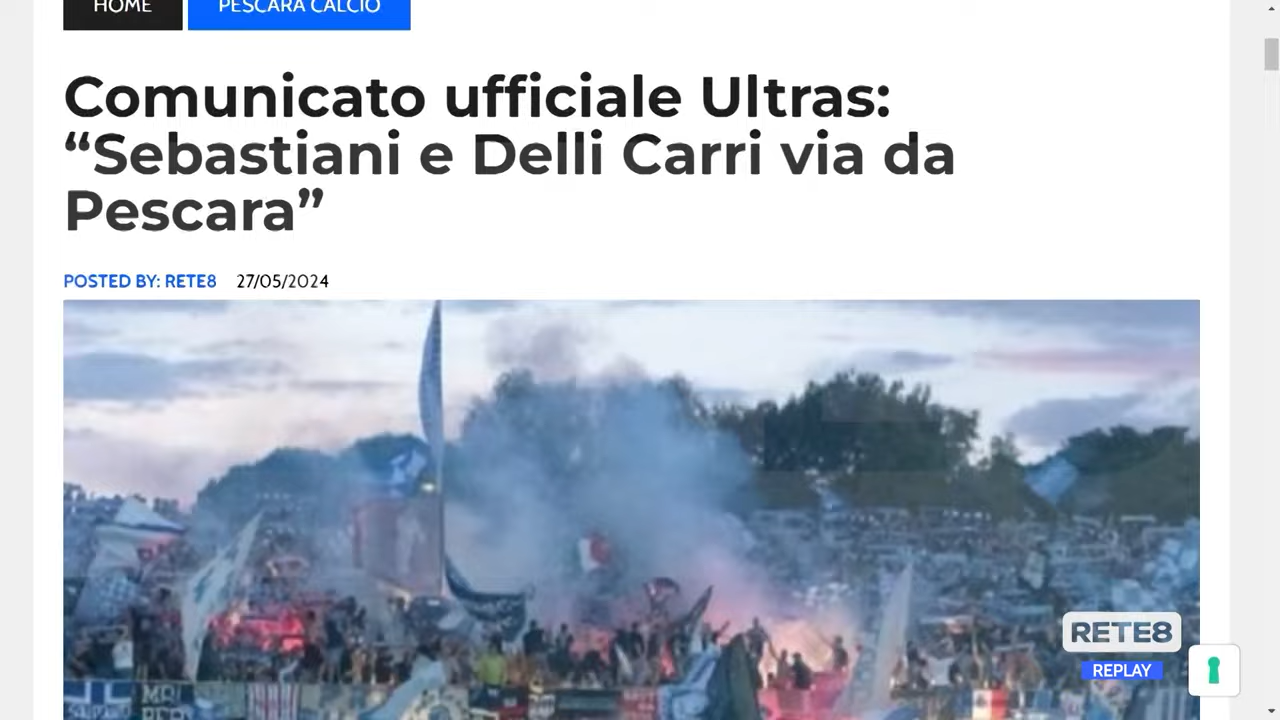 HOME PESCARA CALCIO
Comunicato ufficiale Ultras:
“Sebastiani e Delli Carri via da
Pescara”
POSTED BY: RETE8 27/05/2024
RETE8
REPLAY